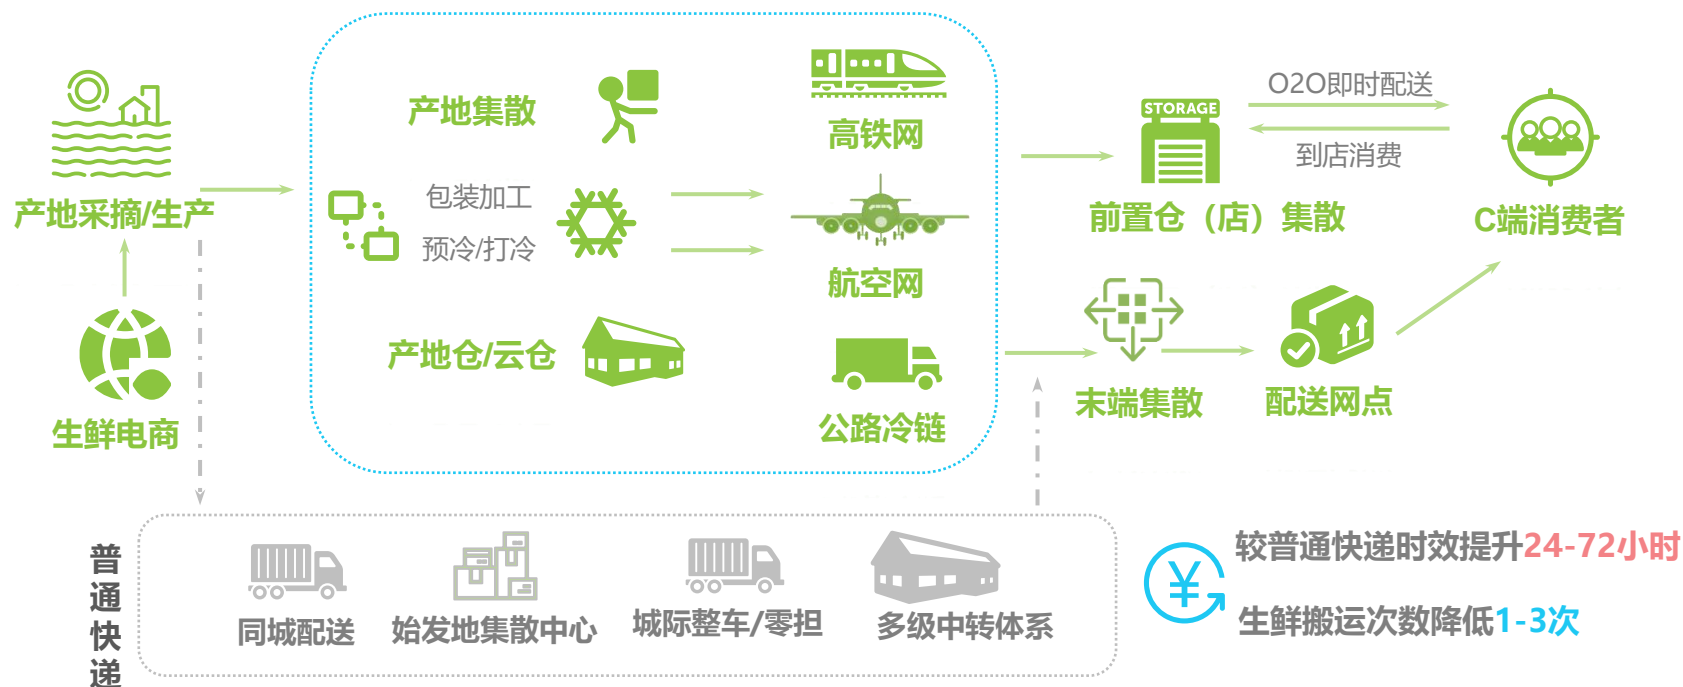 产地采摘/生产
生鲜电商
产地集散
包装加工
预冷/打冷
产地仓/云仓
高铁网
航空网
公路冷链
STORAGE
前置仓（店）集散
O2O即时配送
到店消费
C端消费者
末端集散
配送网点
普通快递
同城配送
始发地集散中心
城际整车/零担
多级中转体系
较普通快递时效提升24-72小时
生鲜搬运次数降低1-3次